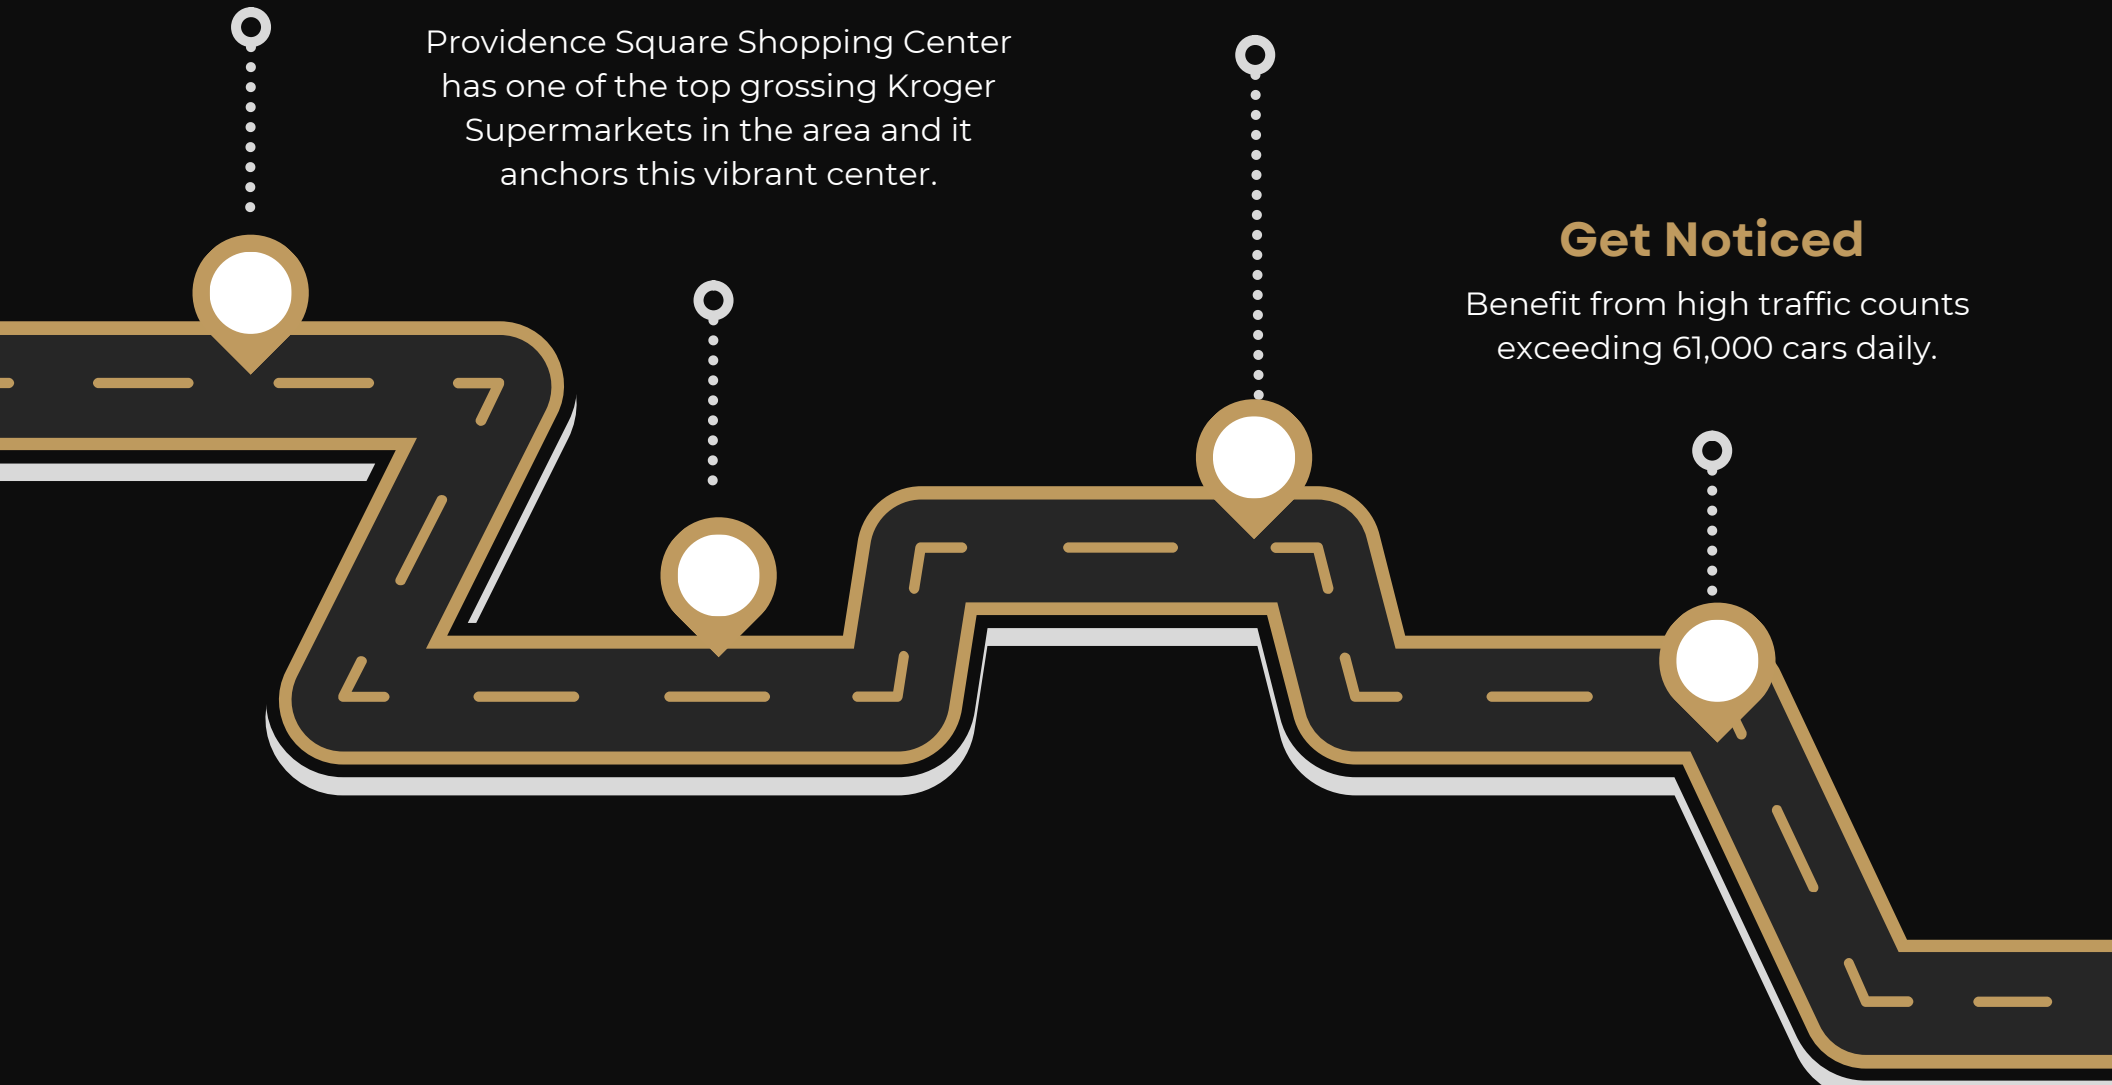 Providence Square Shopping Center
has one of the top grossing Kroger
Supermarkets in the area and it
anchors this vibrant center.
Get Noticed
Benefit from high traffic counts
exceeding 61,000 cars daily.